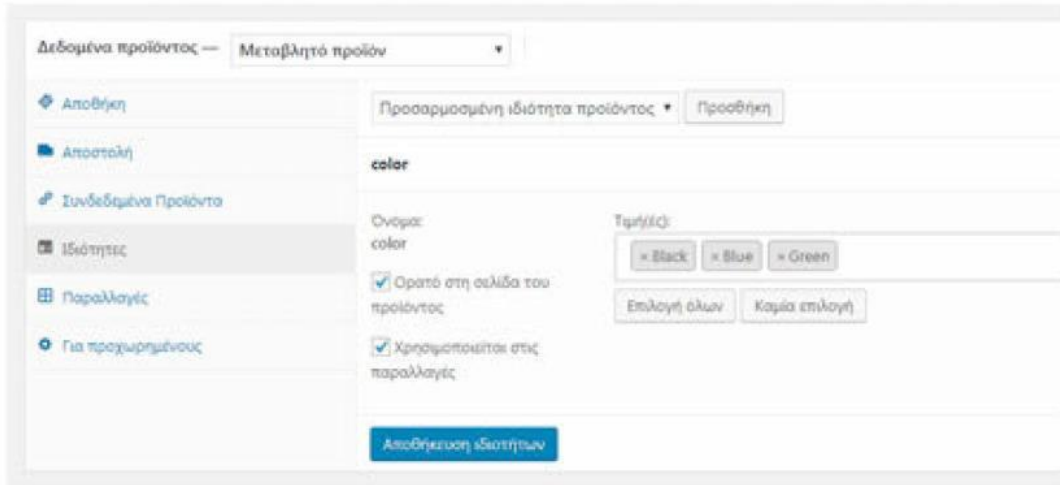 Δεδομένα προϊόντος — Μεταβλητό προϊόν
Αποθήκη
Αποστολή
Συνδεδεμένα Προϊόντα
Ιδιότητες
Παραλλαγές
Για προχωρημένους
Προσαρμοσμένη ιδιότητα προϊόντος Προσθήκη
color
Όνομα:
color
Ορατό στη σελίδα του
προϊόντος
Χρησιμοποιείται στις
παραλλαγές
Τιμή(ές):
× Black × Blue × Green
Επιλογή όλων Καμία επιλογή
Αποθήκευση ιδιοτήτων